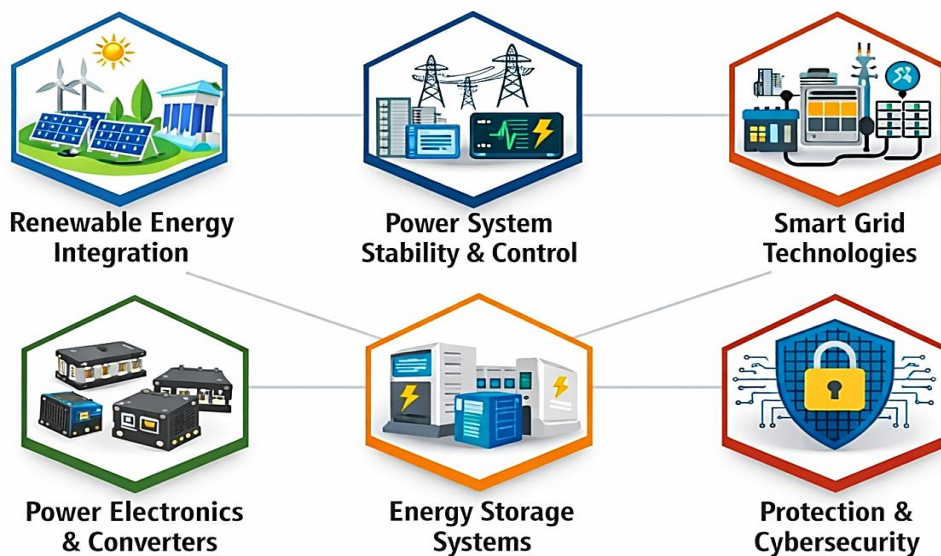 Renewable Energy
Integration
Power System
Stability & Control
Smart Grid
Technologies
Power Electronics
& Converters
Energy Storage
Systems
Protection &
Cybersecurity